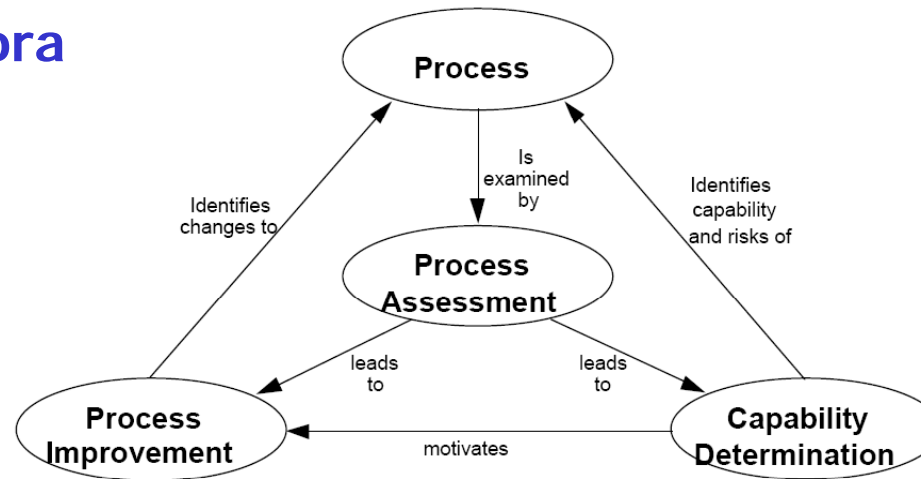 ora
Process
Is
examined
by
Identifies
changes to
Identifies
capability
and risks of
Process
Assessment
leads
to
leads
to
Process
Improvement
motivates
Capability
Determination